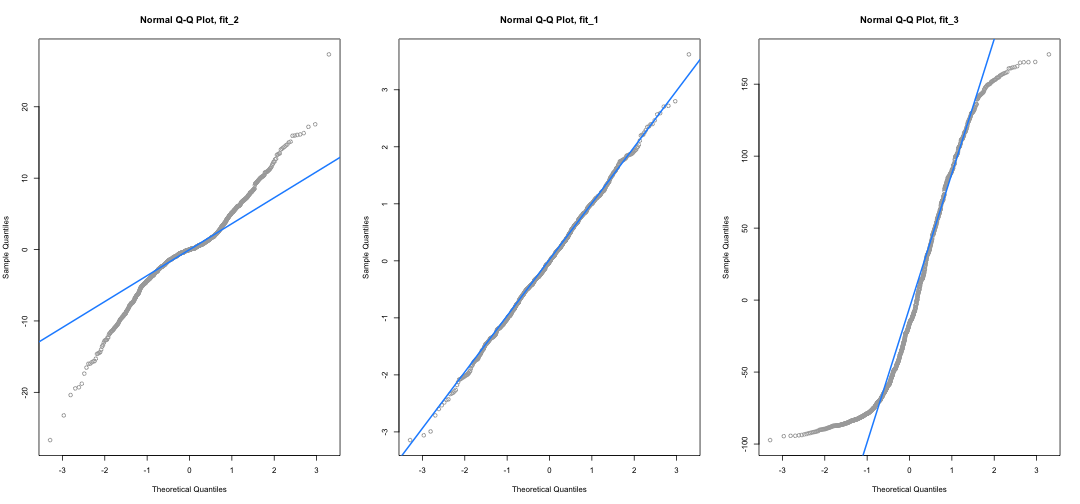 Normal Q-Q Plot, fit_2
20
10
0
-10
-20
Sample Quantiles
-3 -2 -1 0 1 2 3
Theoretical Quantiles
Normal Q-Q Plot, fit_1
3
2
1
0
-1
-2
-3
Sample Quantiles
-3 -2 -1 0 1 2 3
Theoretical Quantiles
Normal Q-Q Plot, fit_3
150
100
50
0
-50
-100
Sample Quantiles
-3 -2 -1 0 1 2 3
Theoretical Quantiles